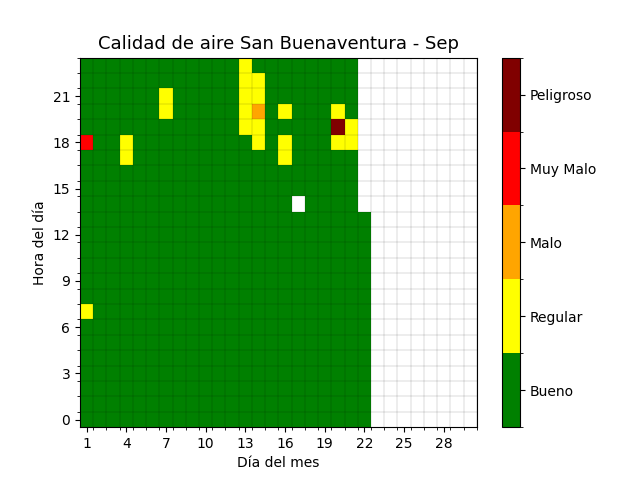 Calidad de aire San Buenaventura - Sep
Hora del día
21
18
15
12
9
6
3
0
1 4 7 10 13 16 19 22 25 28
Día del mes
Peligroso
Muy Malo
Malo
Regular
Bueno